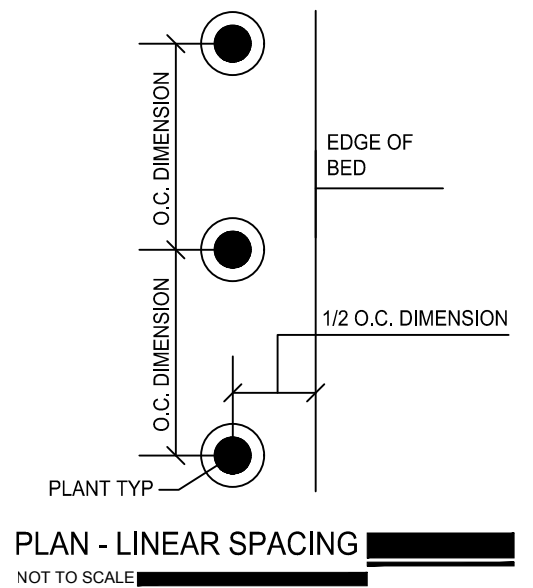 O.C. DIMENSION
EDGE OF
BED
O.C. DIMENSION
1/2 O.C. DIMENSION
PLANT TYP
PLAN - LINEAR SPACING
NOT TO SCALE